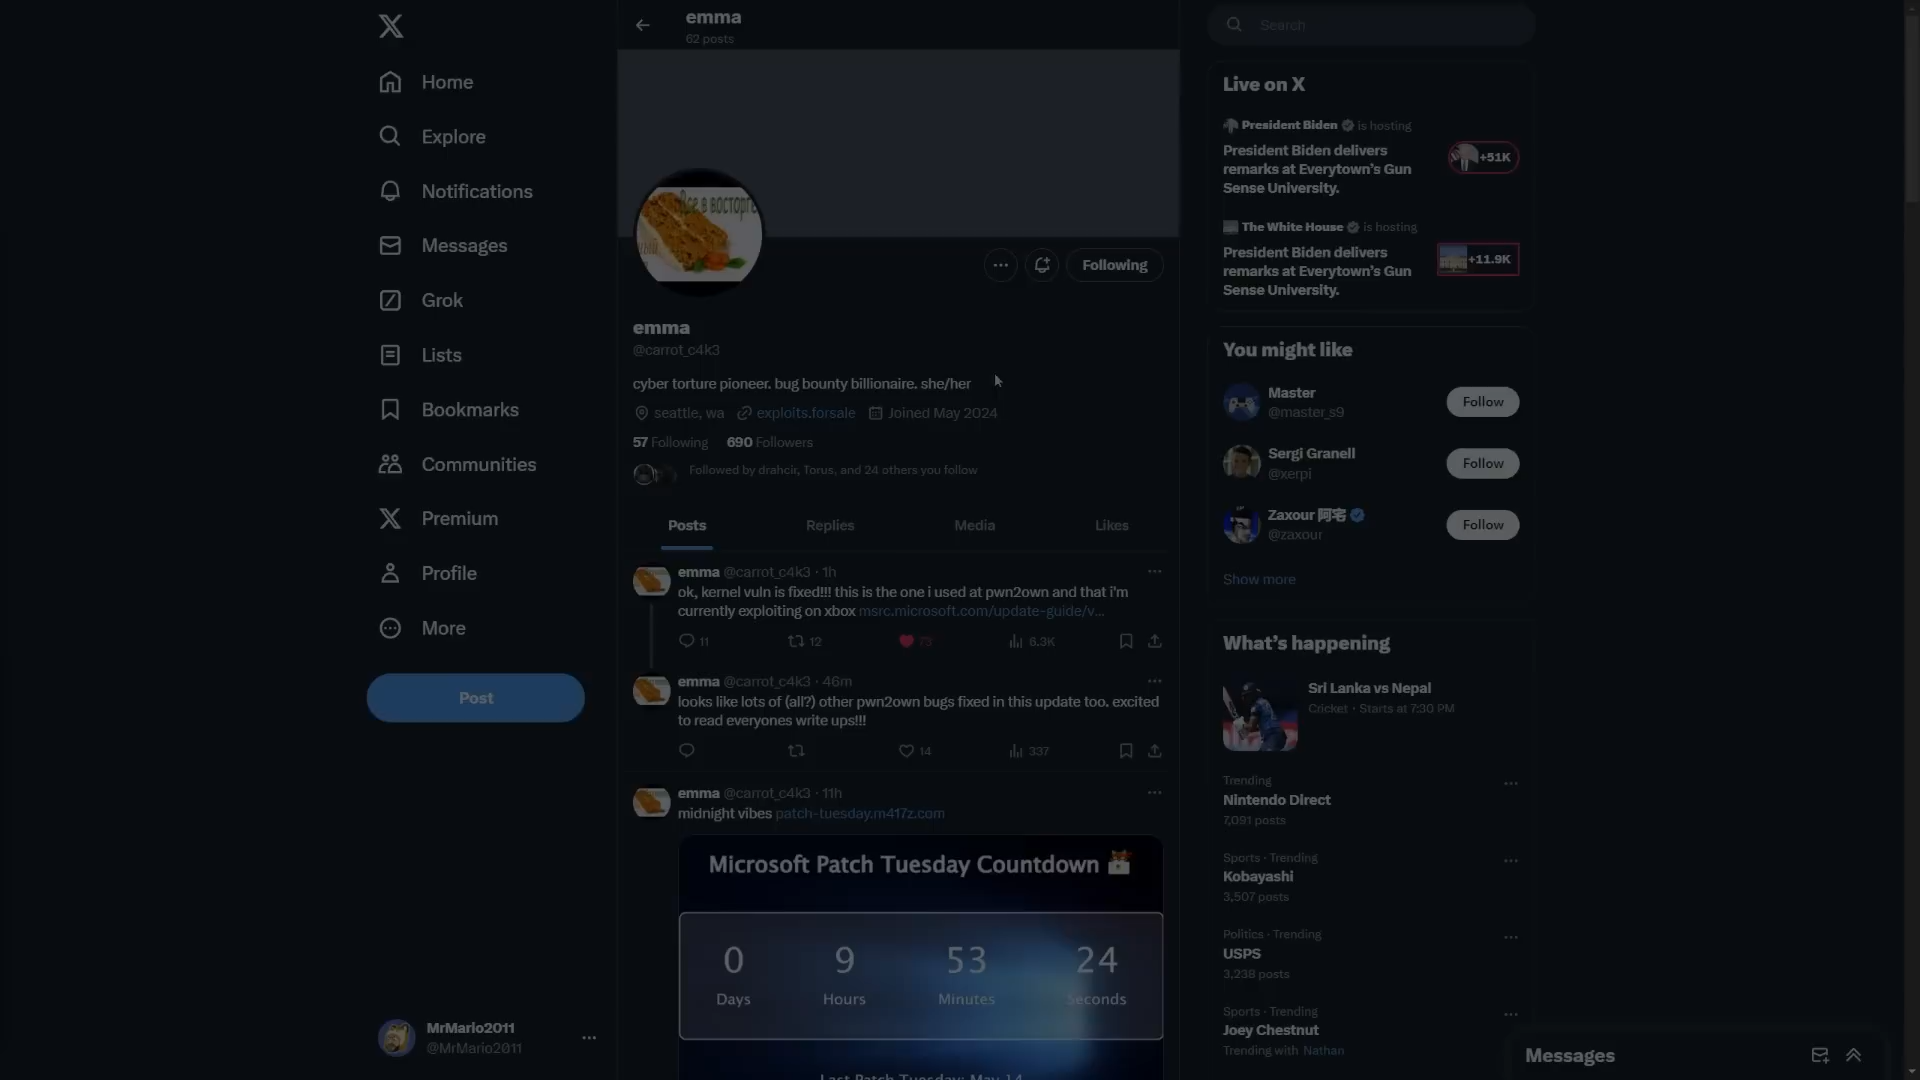 Home
Explore
Notifications
Messages
Grok
Lists
Bookmarks
Communities
Premium
Profile
More
Post
MrMario2011
@MrMario2011
emma
62 posts
все в восторге
Following
emma
@carrot_c4k3
cyber torture pioneer. bug bounty billionaire. she/her
seattle, wa exploits.forsale Joined May 2024
57 Following 690 Followers
Followed by drahcir, Torus, and 24 others you follow
Posts Replies Media Likes
emma @carrot_c4k3 · 1h
ok, kernel vuln is fixed!!! this is the one i used at pwn2own and that i'm
currently exploiting on xbox msrc.microsoft.com/update-guide/v…
11 12 73 6.3K
emma @carrot_c4k3 · 46m
looks like lots of (all?) other pwn2own bugs fixed in this update too. excited
to read everyones write ups!!!
14 337
emma @carrot_c4k3 · 11h
midnight vibes patch-tuesday.m417z.com
Microsoft Patch Tuesday Countdown
0 9 53 24
Days Hours Minutes Seconds
Last Patch Tuesday: May 14
Search
Live on X
President Biden is hosting
President Biden delivers
remarks at Everytown's Gun
Sense University.
+51K
The White House is hosting
President Biden delivers
remarks at Everytown's Gun
Sense University.
+11.9K
You might like
Master
@master_s9
Follow
Sergi Granell
@xerpi
Follow
Zaxour 阿宅
@zaxour
Follow
Show more
What's happening
Sri Lanka vs Nepal
Cricket · Starts at 7:30 PM
Trending
Nintendo Direct
7,091 posts
Sports · Trending
Kobayashi
3,507 posts
Politics · Trending
USPS
3,238 posts
Sports · Trending
Joey Chestnut
Trending with Nathan
Messages